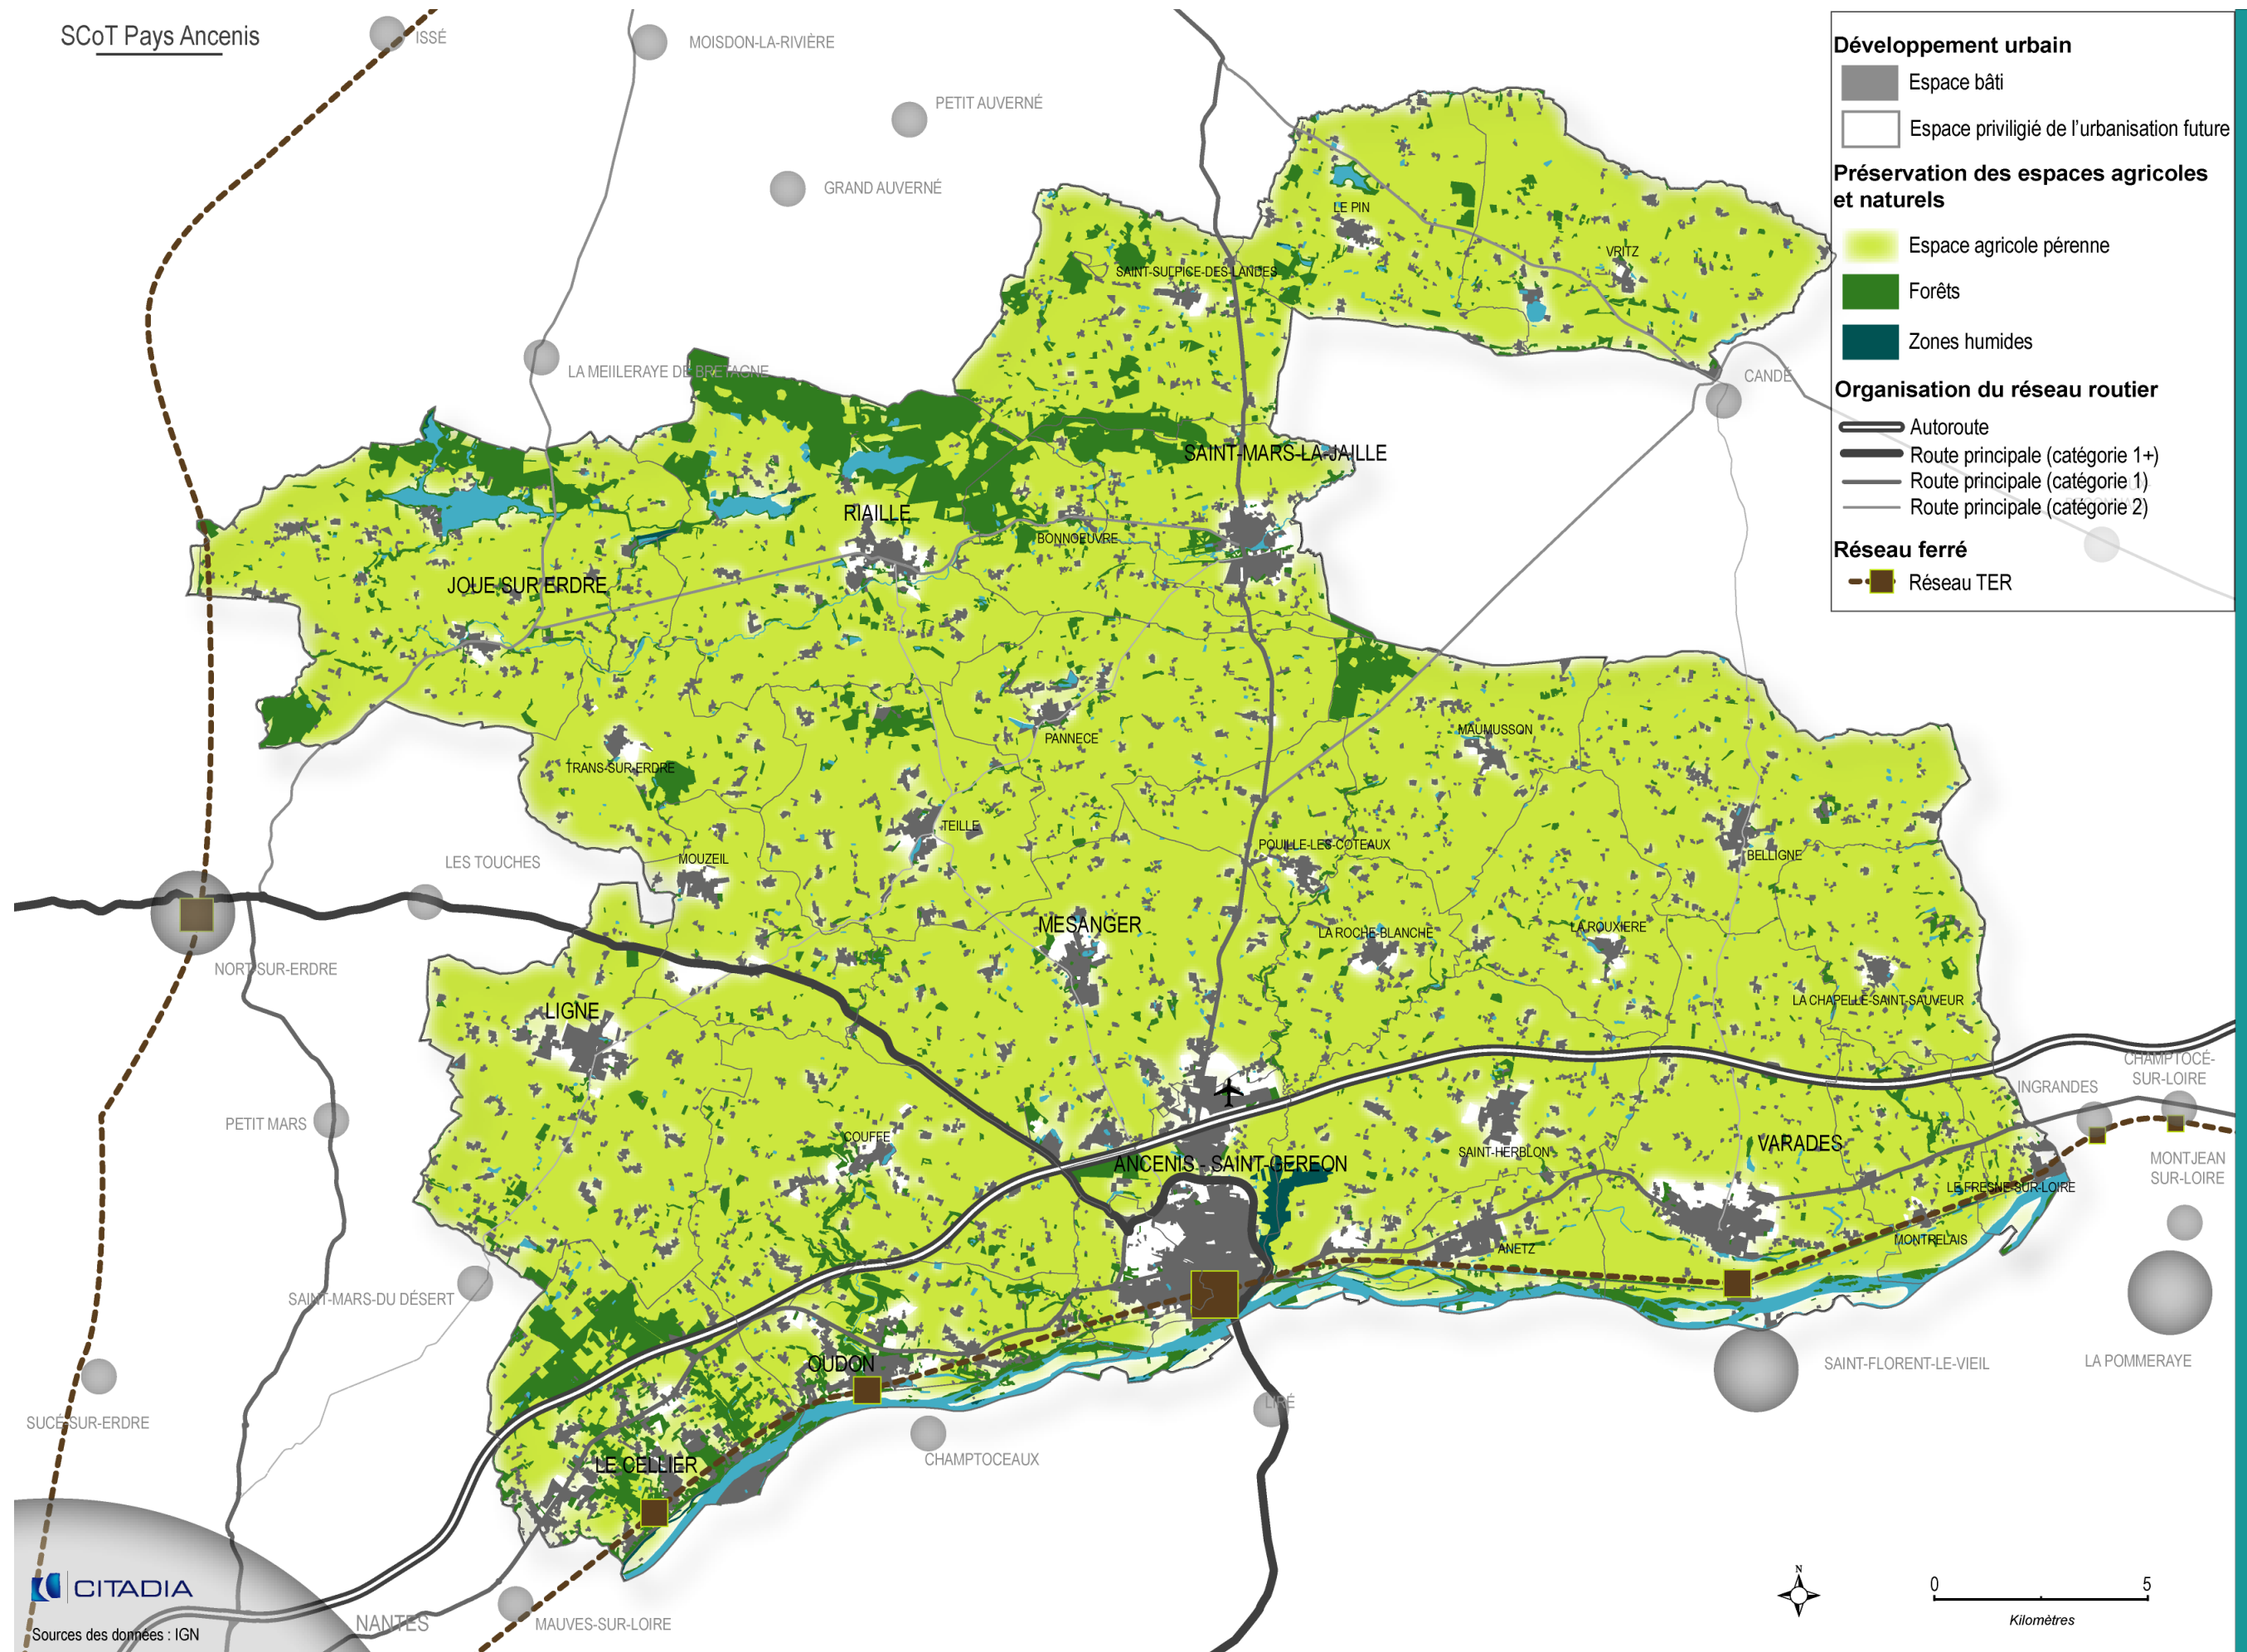 SCoT Pays Ancenis
ISSÉ
MOISDON-LA-RIVIÈRE
PETIT AUVERNÉ
GRAND AUVERNÉ
LA MEIILERAYE DE BRETAGNE
LE PIN
VRITZ
SAINT-SULPICE-DES-LANDES
CANDÉ
SAINT-MARS-LA-JAILLE
RIAILLE
BONNOEUVRE
JOUE SUR ERDRE
PANNECE
MAUMUSSON
TRANS-SUR-ERDRE
TEILLE
POUILLE-LES-COTEAUX
BELLIGNE
MOUZEIL
LES TOUCHES
MESANGER
LA ROCHE-BLANCHE
LA ROUXIERE
NORT-SUR-ERDRE
LA CHAPELLE-SAINT-SAUVEUR
LIGNE
CHAMPTOCÉ-
SUR-LOIRE
INGRANDES
PETIT MARS
COUFFE
VARADES
SAINT-HERBLON
ANCENIS - SAINT-GEREON
MONTJEAN
SUR-LOIRE
LE FRESNE-SUR-LOIRE
MONTRELAIS
ANETZ
SAINT-MARS-DU DÉSERT
OUDON
SAINT-FLORENT-LE-VIEIL
LA POMMERAYE
LIRÉ
SUCÉ-SUR-ERDRE
CHAMPTOCEAUX
LE CELLIER
NANTES
MAUVES-SUR-LOIRE
CITADIA
Sources des données : IGN
N
0 5
Kilomètres
Développement urbain
Espace bâti
Espace priviligié de l'urbanisation future
Préservation des espaces agricoles
et naturels
Espace agricole pérenne
Forêts
Zones humides
Organisation du réseau routier
Autoroute
Route principale (catégorie 1+)
Route principale (catégorie 1)
Route principale (catégorie 2)
Réseau ferré
Réseau TER